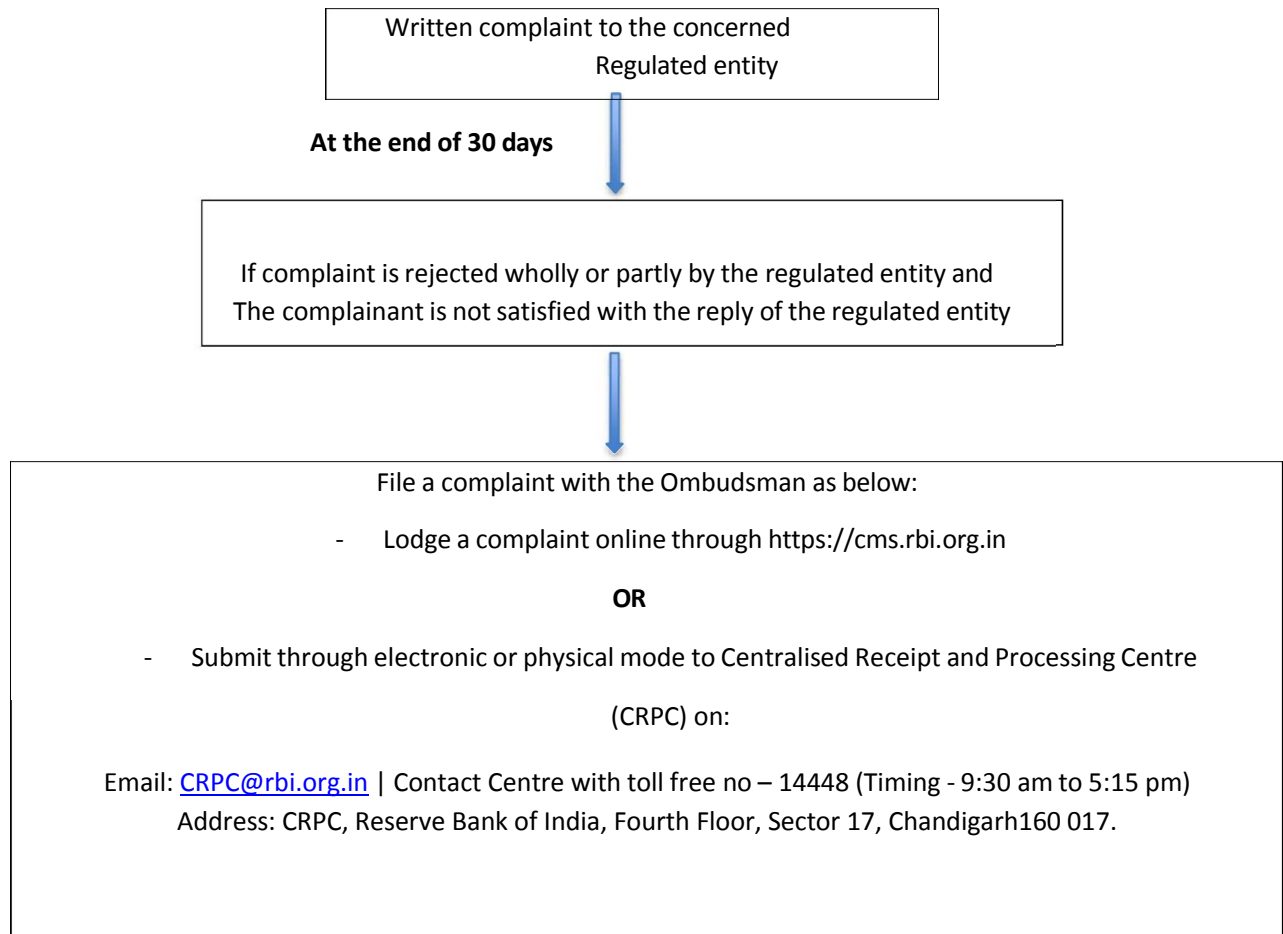 Written complaint to the concerned
Regulated entity
At the end of 30 days
If complaint is rejected wholly or partly by the regulated entity and
The complainant is not satisfied with the reply of the regulated entity
File a complaint with the Ombudsman as below:
- Lodge a complaint online through https://cms.rbi.org.in
OR
- Submit through electronic or physical mode to Centralised Receipt and Processing Centre
(CRPC) on:
Email: CRPC@rbi.org.in | Contact Centre with toll free no – 14448 (Timing - 9:30 am to 5:15 pm)
Address: CRPC, Reserve Bank of India, Fourth Floor, Sector 17, Chandigarh160 017.